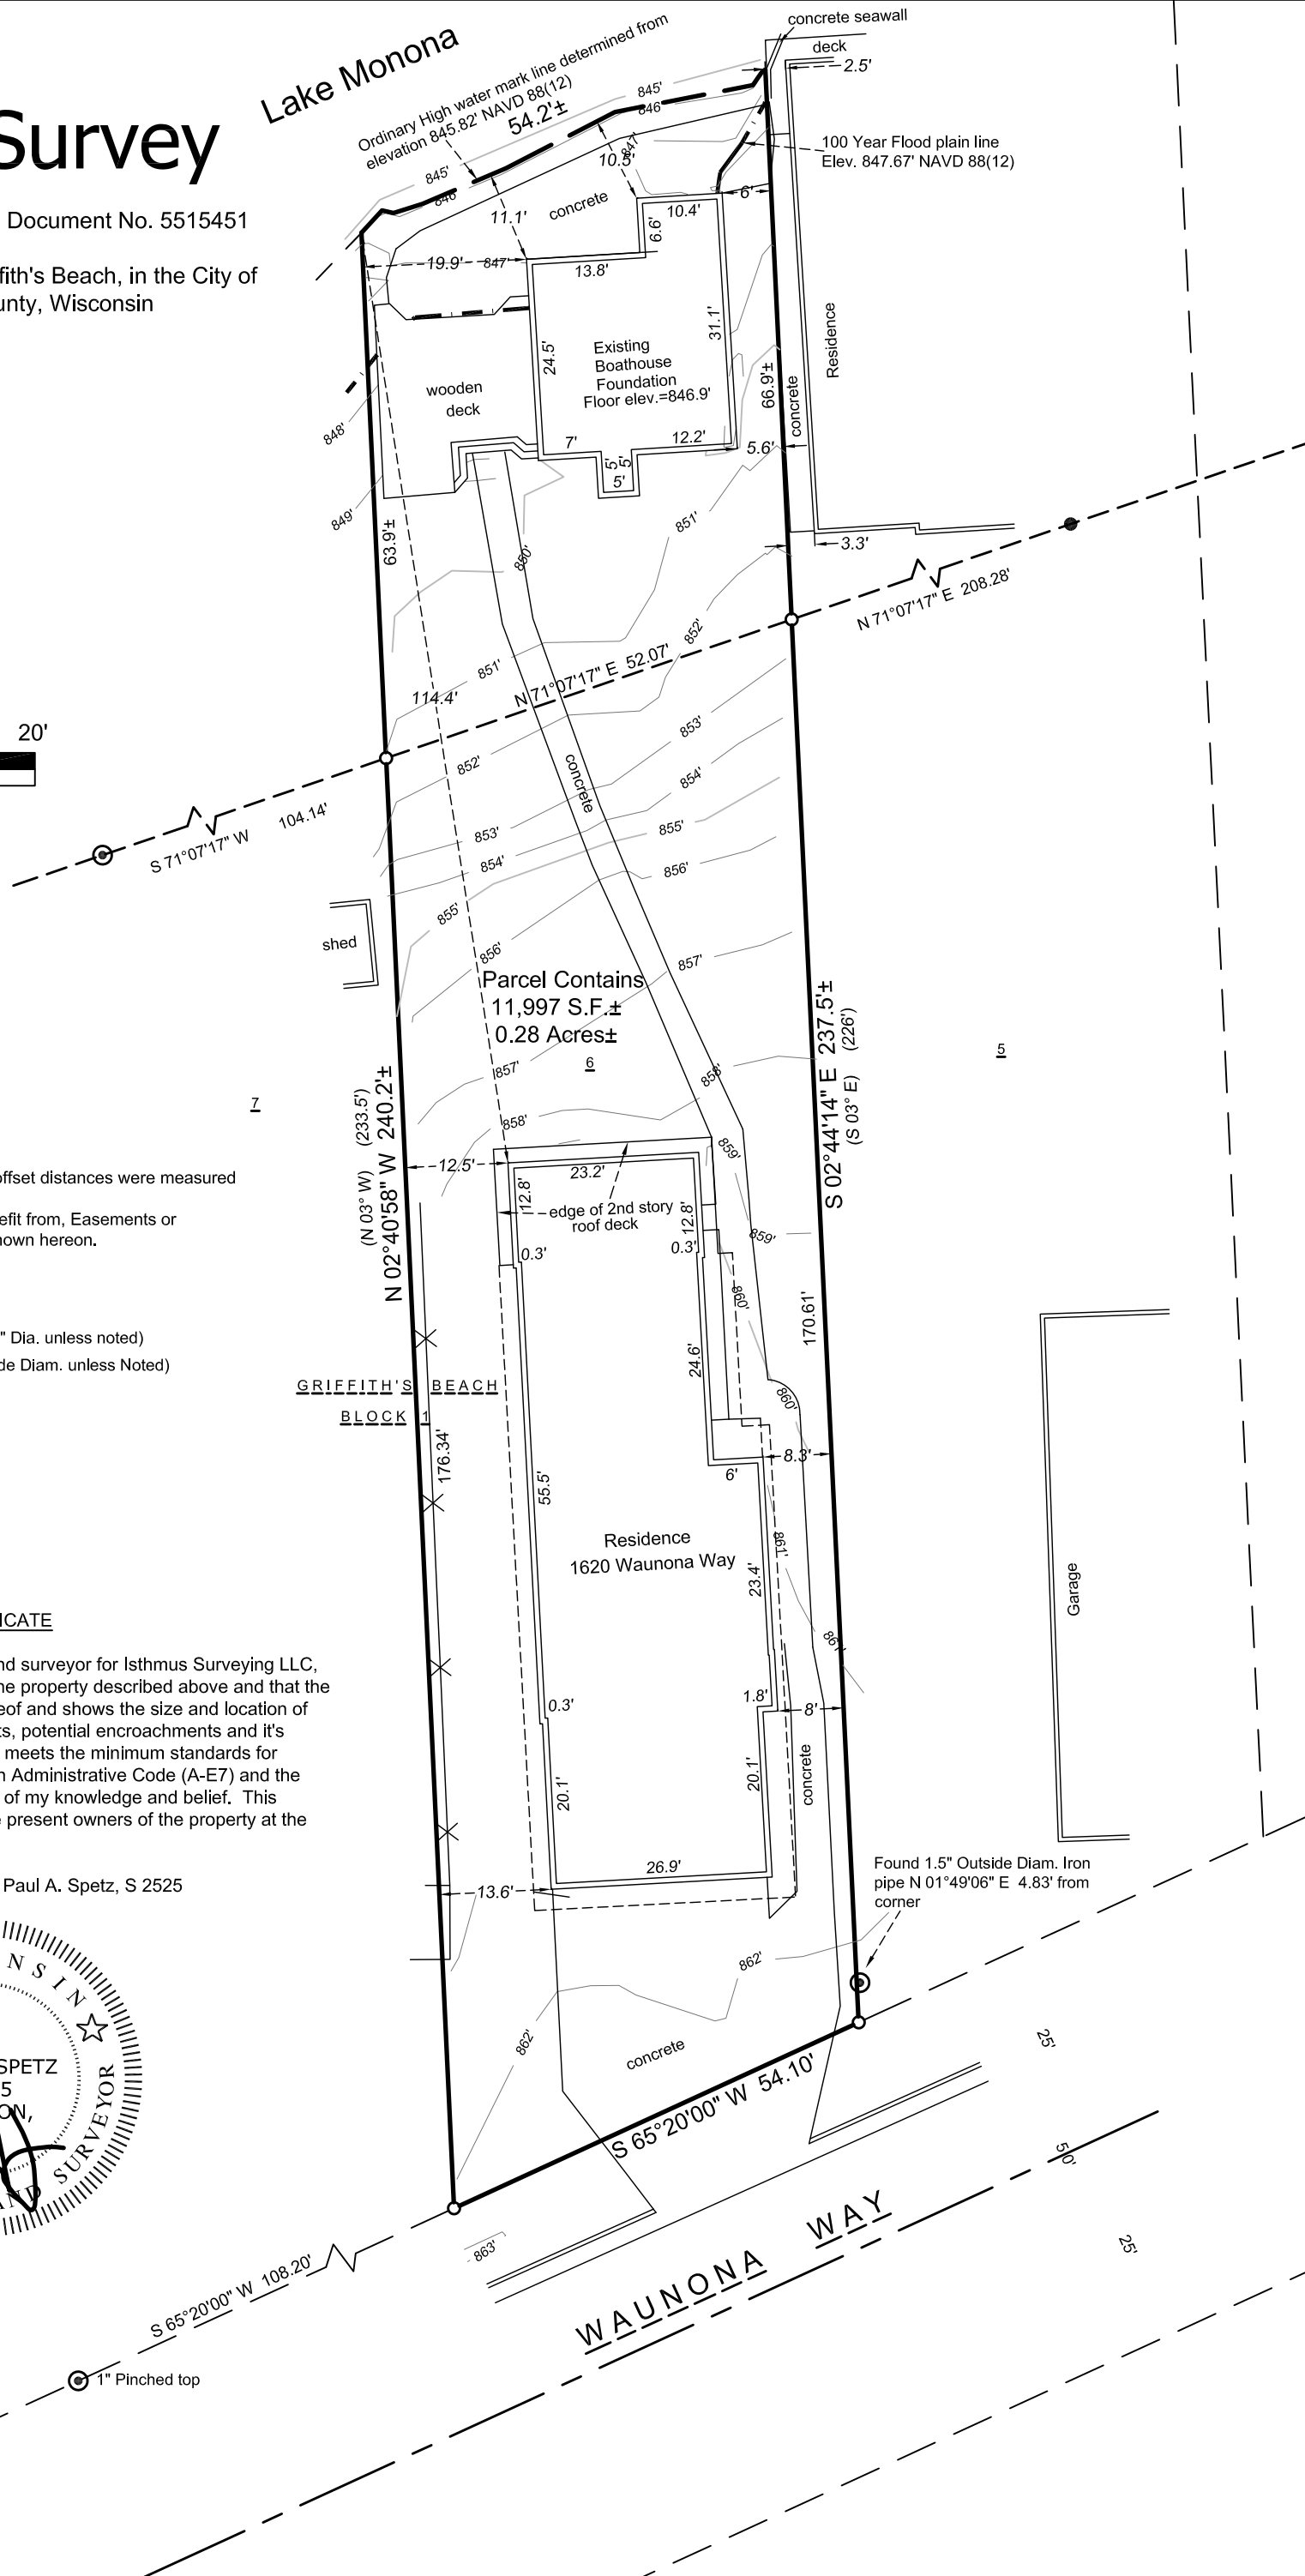 concrete seawall
deck
2.5'
Lake Monona
Ordinary High water mark line determined from
elevation 845.82' NAVD 88(12)
54.2'±
845'
846'
Survey
100 Year Flood plain line
Elev. 847.67' NAVD 88(12)
10.5'
847'
845'
846'
6'
Document No. 5515451
11.1'
concrete
10.4'
6.6'
ffith's Beach, in the City of
unty, Wisconsin
19.9'
847'
13.8'
31.1'
Residence
24.5'
Existing
Boathouse
Foundation
Floor elev.=846.9'
66.9'±
concrete
wooden
deck
848'
7'
12.2'
5.6'
5'
5'
5'
849'
63.9'±
851'
850'
3.3'
N 71°07'17" E  208.28'
852'
N 71°07'17" E  52.07'
851'
114.4'
20'
853'
852'
854'
concrete
104.14'
S 71°07'17" W
853'
855'
854'
856'
855'
shed
856'
857'
Parcel Contains
11,997 S.F.±
0.28 Acres±
6
5
7
857'
858'
858'
S 02°44'14" E  237.5'±
(S 03° E)    (226')
N 02°40'58" W  240.2'±
(N 03° W)    (233.5')
859'
12.5'
23.2'
offset distances were measured
12.8'
12.8'
edge of 2nd story
roof deck
efit from, Easements or
hown hereon.
0.3'
0.3'
859'
860'
170.61'
" Dia. unless noted)
de Diam. unless Noted)
24.6'
GRIFFITH'S BEACH
BLOCK 1
860'
176.34'
8.3'
6'
55.5'
Residence
1620 Waunona Way
861'
23.4'
Garage
ICATE
861'
nd surveyor for Isthmus Surveying LLC,
he property described above and that the
eof and shows the size and location of
ts, potential encroachments and it's
meets the minimum standards for
n Administrative Code (A-E7) and the
of my knowledge and belief.  This
e present owners of the property at the
0.3'
1.8'
8'
20.1'
20.1'
concrete
26.9'
Found 1.5" Outside Diam. Iron
pipe N 01°49'06" E  4.83' from
corner
Paul A. Spetz, S 2525
13.6'
NSIN
SPETZ
5
ON,
AND SURVEYOR
862'
862'
concrete
S 65°20'00" W  54.10'
25'
50'
25'
863'
WAUNONA WAY
S 65°20'00" W  108.20'
1" Pinched top